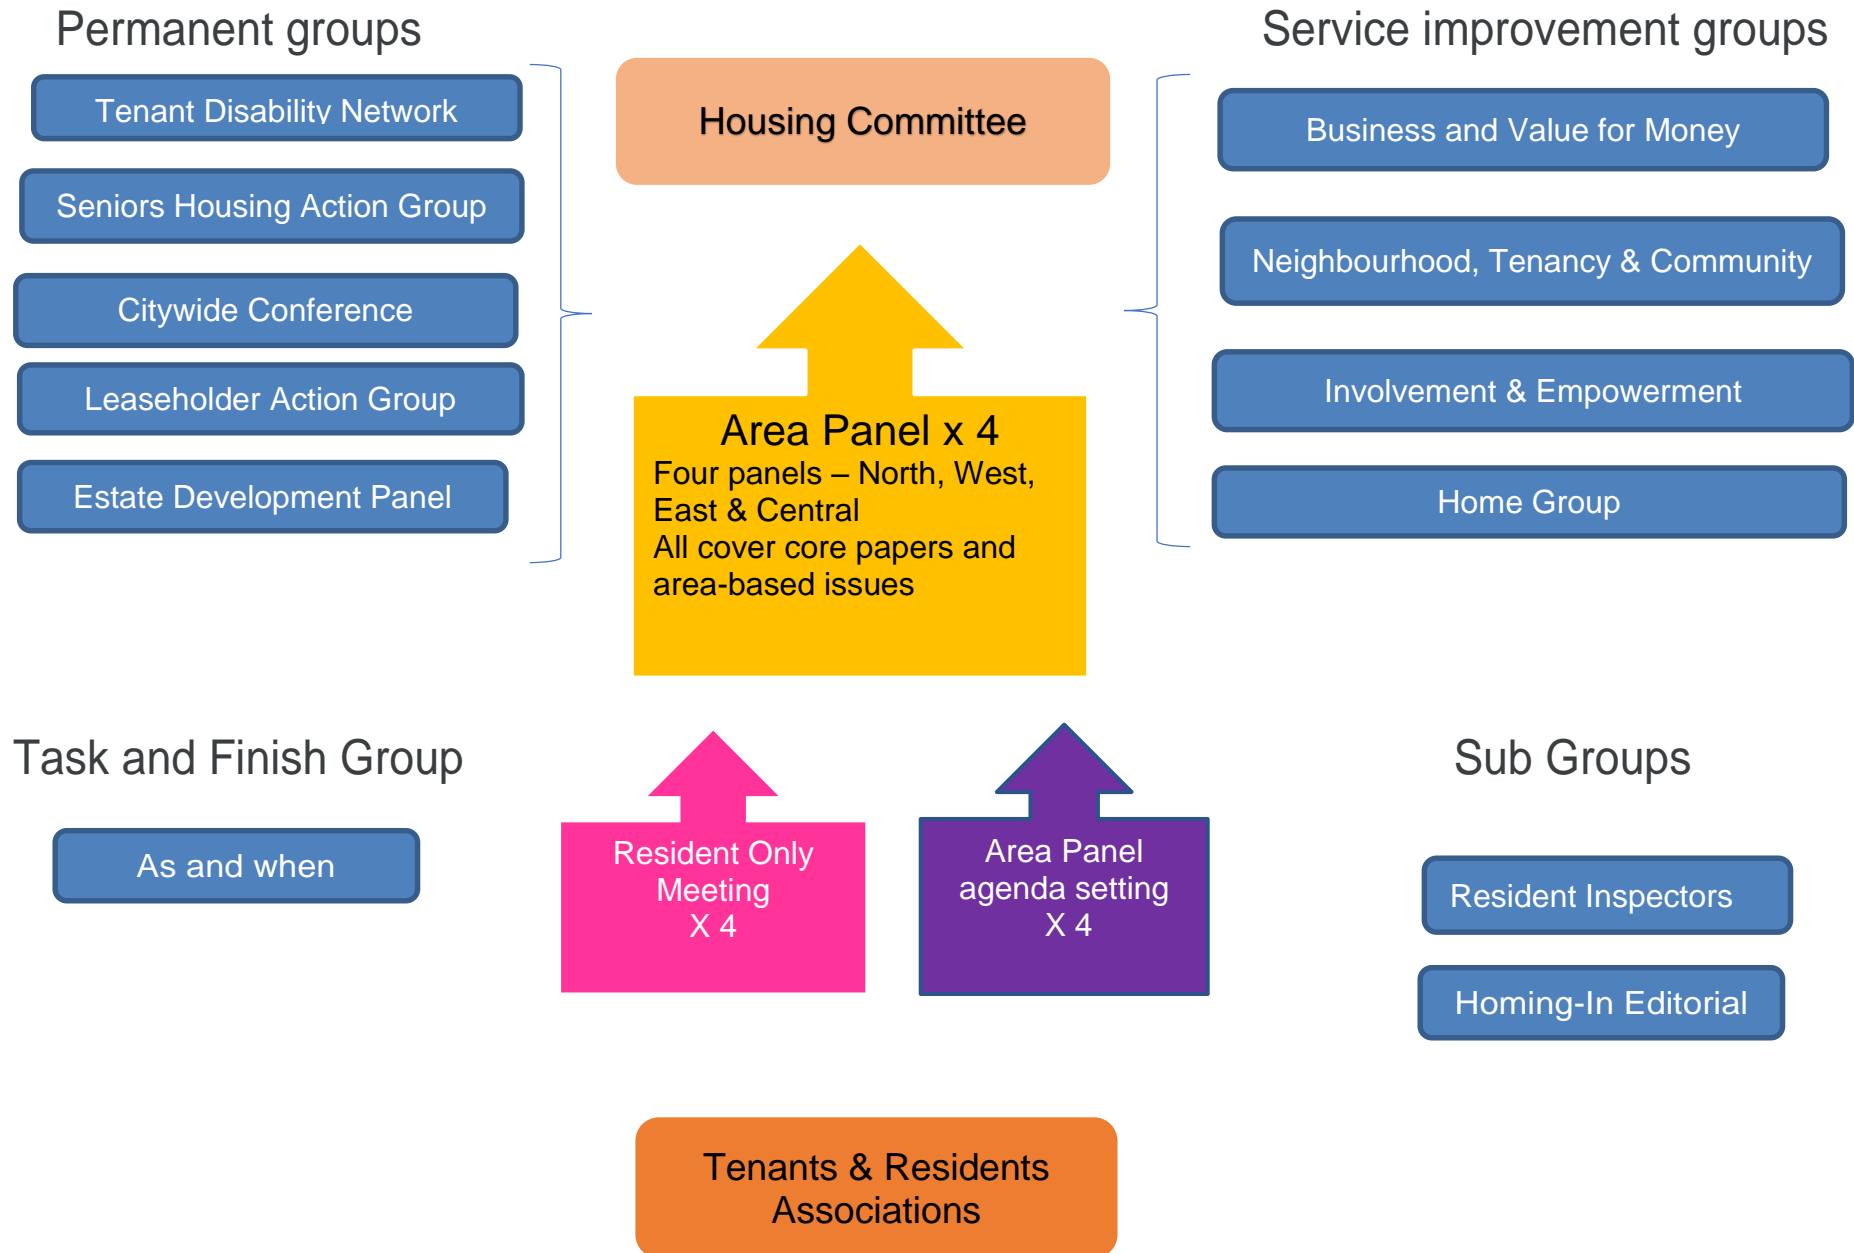 Permanent groups
Tenant Disability Network
Seniors Housing Action Group
Citywide Conference
Leaseholder Action Group
Estate Development Panel
Housing Committee
Service improvement groups
Business and Value for Money
Neighbourhood, Tenancy & Community
Involvement & Empowerment
Home Group
Area Panel x 4
Four panels – North, West,
East & Central
All cover core papers and
area-based issues
Task and Finish Group
As and when
Resident Only
Meeting
X 4
Area Panel
agenda setting
X 4
Sub Groups
Resident Inspectors
Homing-In Editorial
Tenants & Residents
Associations